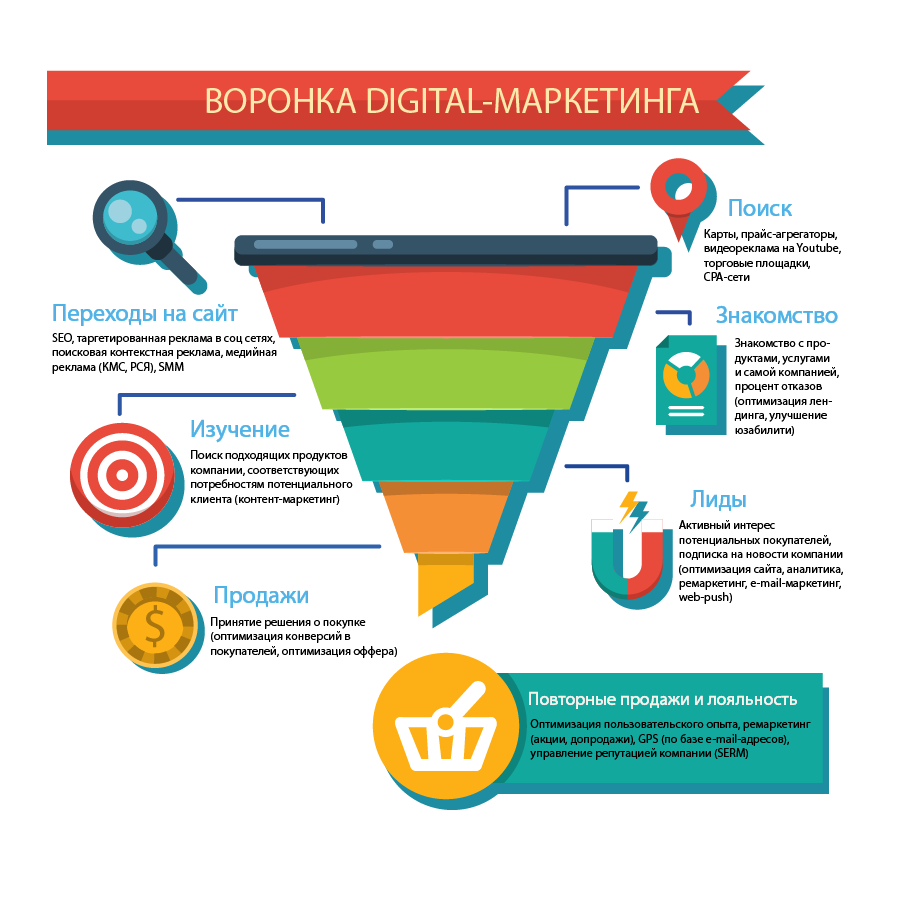 ВОРОНКА DIGITAL-МАРКЕТИНГА
Поиск
Карты, прайс-агрегаторы,
видеореклама на Youtube,
торговые площадки,
CPA-сети
Переходы на сайт
SEO, таргетированная реклама в соц сетях,
поисковая контекстная реклама, медийная
реклама (КМС, РСЯ), SMM
Знакомство
Знакомство с про-
дуктами, услугами
и самой компанией,
процент отказов
(оптимизация лен-
динга, улучшение
юзабилити)
Изучение
Поиск подходящих продуктов
компании, соответствующих
потребностям потенциального
клиента (контент-маркетинг)
Лиды
Активный интерес
потенциальных покупателей,
подписка на новости компании
(оптимизация сайта, аналитика,
ремаркетинг, e-mail-маркетинг,
web-push)
Продажи
Принятие решения о покупке
(оптимизация конверсий в
покупателей, оптимизация оффера)
$
Повторные продажи и лояльность
Оптимизация пользовательского опыта, ремаркетинг
(акции, допродажи), GPS (по базе e-mail-адресов),
управление репутацией компании (SERM)